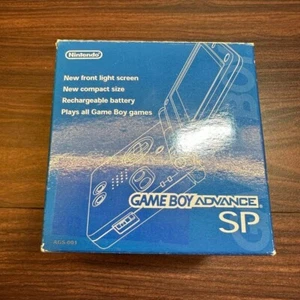 Nintendo
New front light screen
New compact size
Rechargeable battery
Plays all Game Boy games
GAME BOY ADVANCE
SP